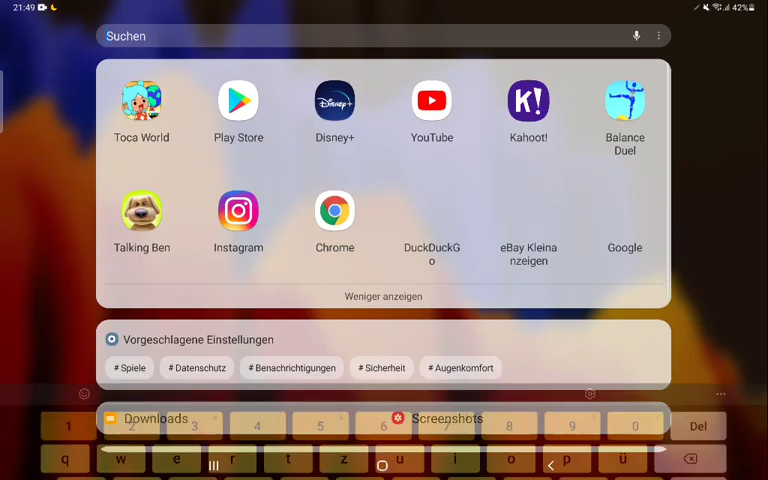 21:49
42%
Suchen
Toca World
Play Store
Disney+
YouTube
K!
Kahoot!
Balance
Duel
Talking Ben
Instagram
Chrome
DuckDuckG
o
eBay Kleina
nzeigen
Google
Weniger anzeigen
Vorgeschlagene Einstellungen
# Spiele
# Datenschutz
# Benachrichtigungen
# Sicherheit
# Augenkomfort
Downloads
Screenshots
1 2 3 4 5 6 7 8 9 0 Del
q w e r t z u i o p ü